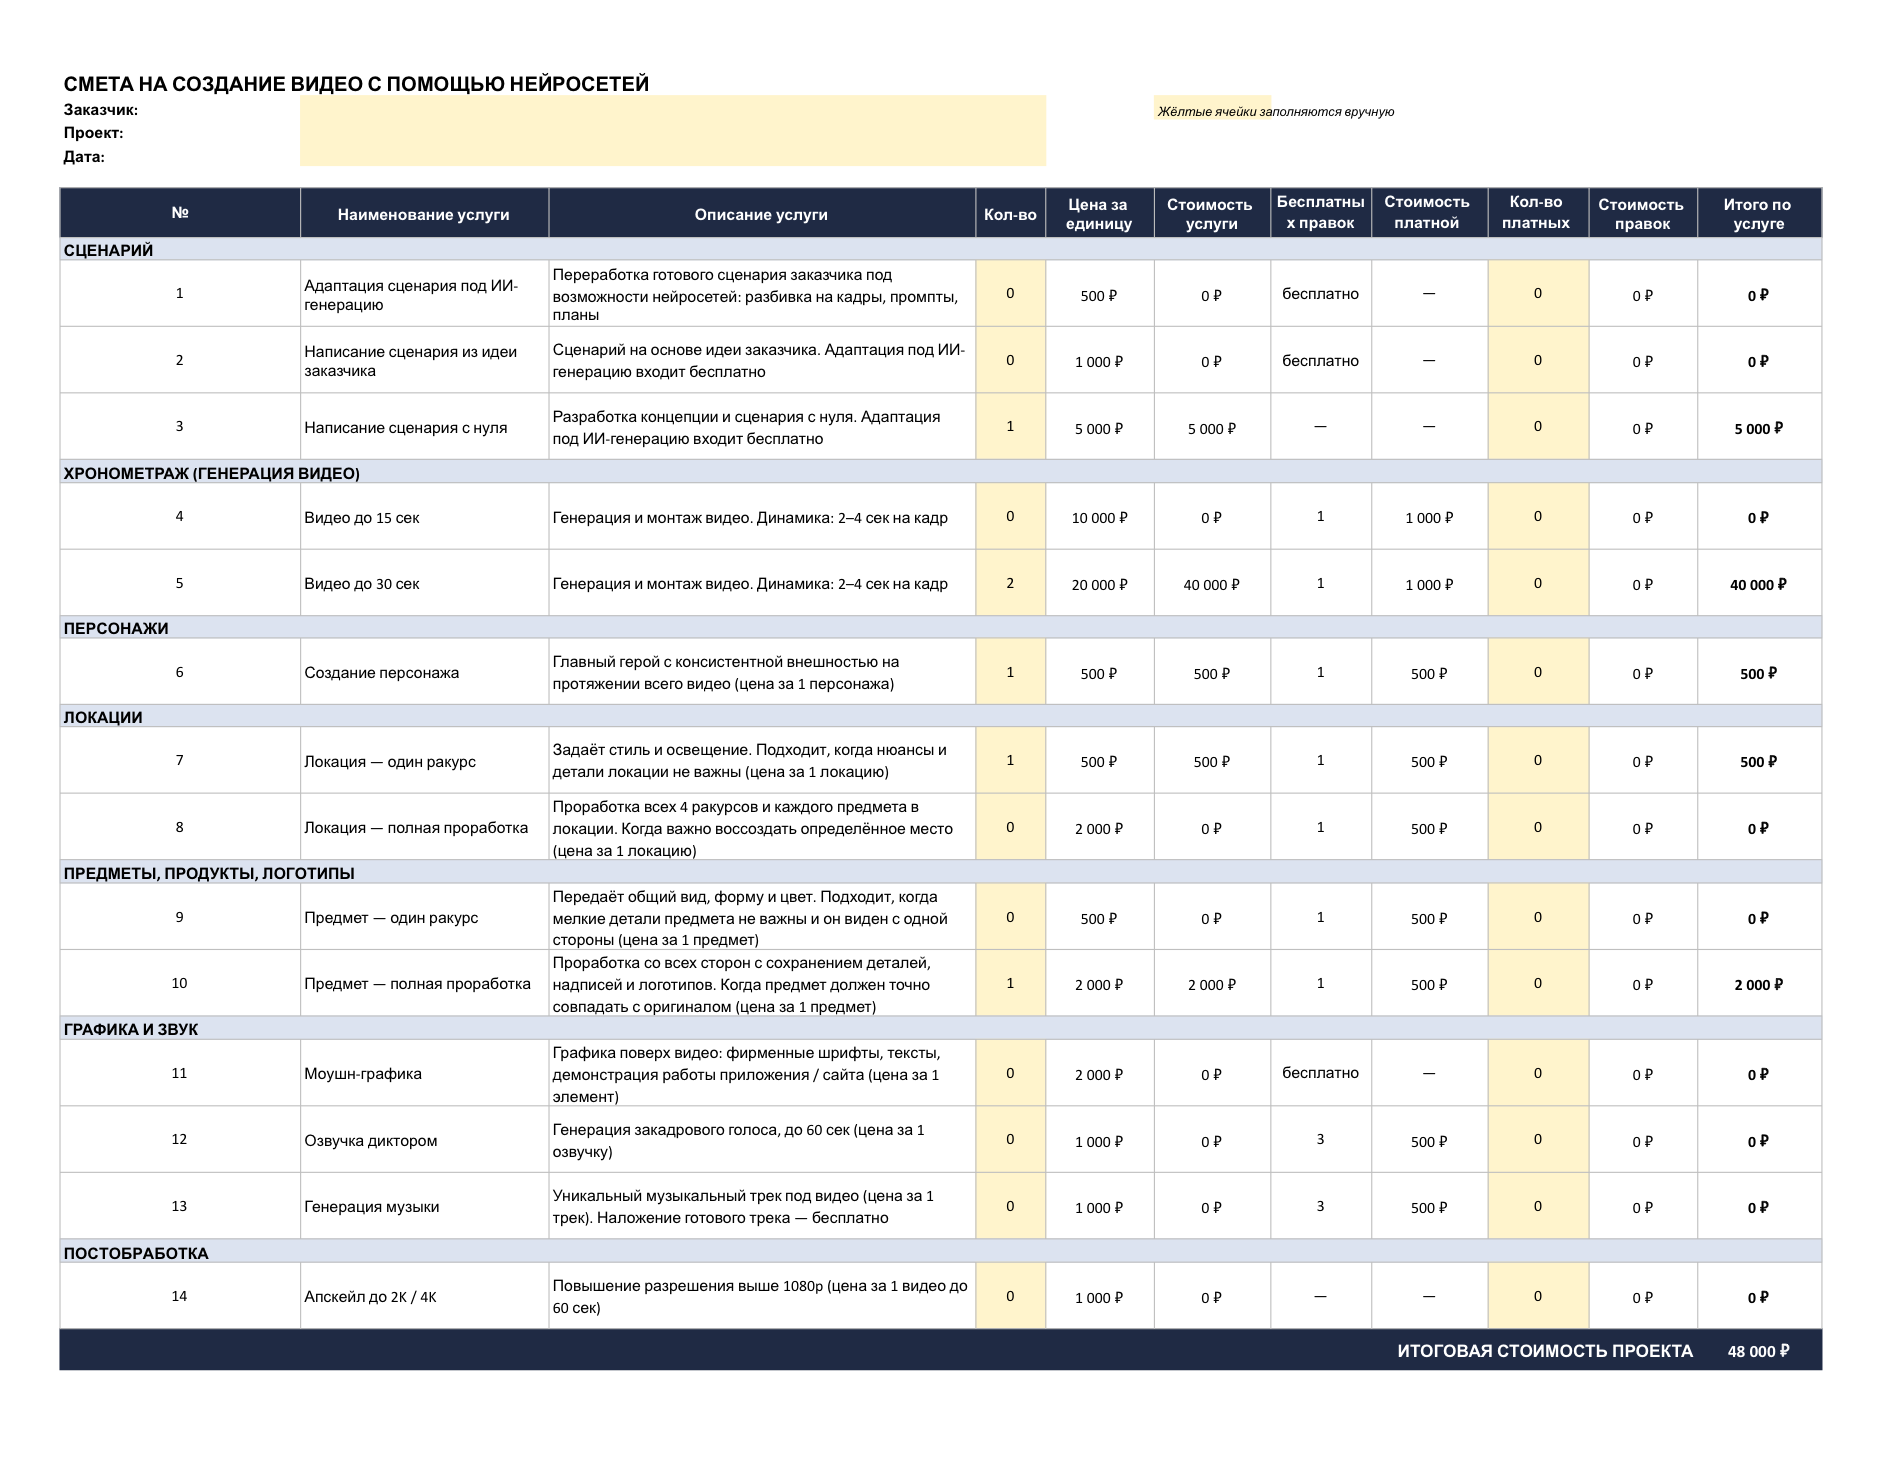 СМЕТА НА СОЗДАНИЕ ВИДЕО С ПОМОЩЬЮ НЕЙРОСЕТЕЙ
Заказчик:
Жёлтые ячейки заполняются вручную
Проект:
Дата:
№ Наименование услуги Описание услуги Кол-во Цена за единицу Стоимость услуги Бесплатных правок Стоимость платной Кол-во платных Стоимость правок Итого по услуге
СЦЕНАРИЙ
1 Адаптация сценария под ИИ-генерацию Переработка готового сценария заказчика под возможности нейросетей: разбивка на кадры, промпты, планы 0 500 ₽ 0 ₽ бесплатно — 0 0 ₽ 0 ₽
2 Написание сценария из идеи заказчика Сценарий на основе идеи заказчика. Адаптация под ИИ-генерацию входит бесплатно 0 1 000 ₽ 0 ₽ бесплатно — 0 0 ₽ 0 ₽
3 Написание сценария с нуля Разработка концепции и сценария с нуля. Адаптация под ИИ-генерацию входит бесплатно 1 5 000 ₽ 5 000 ₽ — — 0 0 ₽ 5 000 ₽
ХРОНОМЕТРАЖ (ГЕНЕРАЦИЯ ВИДЕО)
4 Видео до 15 сек Генерация и монтаж видео. Динамика: 2–4 сек на кадр 0 10 000 ₽ 0 ₽ 1 1 000 ₽ 0 0 ₽ 0 ₽
5 Видео до 30 сек Генерация и монтаж видео. Динамика: 2–4 сек на кадр 2 20 000 ₽ 40 000 ₽ 1 1 000 ₽ 0 0 ₽ 40 000 ₽
ПЕРСОНАЖИ
6 Создание персонажа Главный герой с консистентной внешностью на протяжении всего видео (цена за 1 персонажа) 1 500 ₽ 500 ₽ 1 500 ₽ 0 0 ₽ 500 ₽
ЛОКАЦИИ
7 Локация — один ракурс Задаёт стиль и освещение. Подходит, когда нюансы и детали локации не важны (цена за 1 локацию) 1 500 ₽ 500 ₽ 1 500 ₽ 0 0 ₽ 500 ₽
8 Локация — полная проработка Проработка всех 4 ракурсов и каждого предмета в локации. Когда важно воссоздать определённое место (цена за 1 локацию) 0 2 000 ₽ 0 ₽ 1 500 ₽ 0 0 ₽ 0 ₽
ПРЕДМЕТЫ, ПРОДУКТЫ, ЛОГОТИПЫ
9 Предмет — один ракурс Передаёт общий вид, форму и цвет. Подходит, когда мелкие детали предмета не важны и он виден с одной стороны (цена за 1 предмет) 0 500 ₽ 0 ₽ 1 500 ₽ 0 0 ₽ 0 ₽
10 Предмет — полная проработка Проработка со всех сторон с сохранением деталей, надписей и логотипов. Когда предмет должен точно совпадать с оригиналом (цена за 1 предмет) 1 2 000 ₽ 2 000 ₽ 1 500 ₽ 0 0 ₽ 2 000 ₽
ГРАФИКА И ЗВУК
11 Моушн-графика Графика поверх видео: фирменные шрифты, тексты, демонстрация работы приложения / сайта (цена за 1 элемент) 0 2 000 ₽ 0 ₽ бесплатно — 0 0 ₽ 0 ₽
12 Озвучка диктором Генерация закадрового голоса, до 60 сек (цена за 1 озвучку) 0 1 000 ₽ 0 ₽ 3 500 ₽ 0 0 ₽ 0 ₽
13 Генерация музыки Уникальный музыкальный трек под видео (цена за 1 трек). Наложение готового трека — бесплатно 0 1 000 ₽ 0 ₽ 3 500 ₽ 0 0 ₽ 0 ₽
ПОСТОБРАБОТКА
14 Апскейл до 2K / 4K Повышение разрешения выше 1080p (цена за 1 видео до 60 сек) 0 1 000 ₽ 0 ₽ — — 0 0 ₽ 0 ₽
ИТОГОВАЯ СТОИМОСТЬ ПРОЕКТА 48 000 ₽